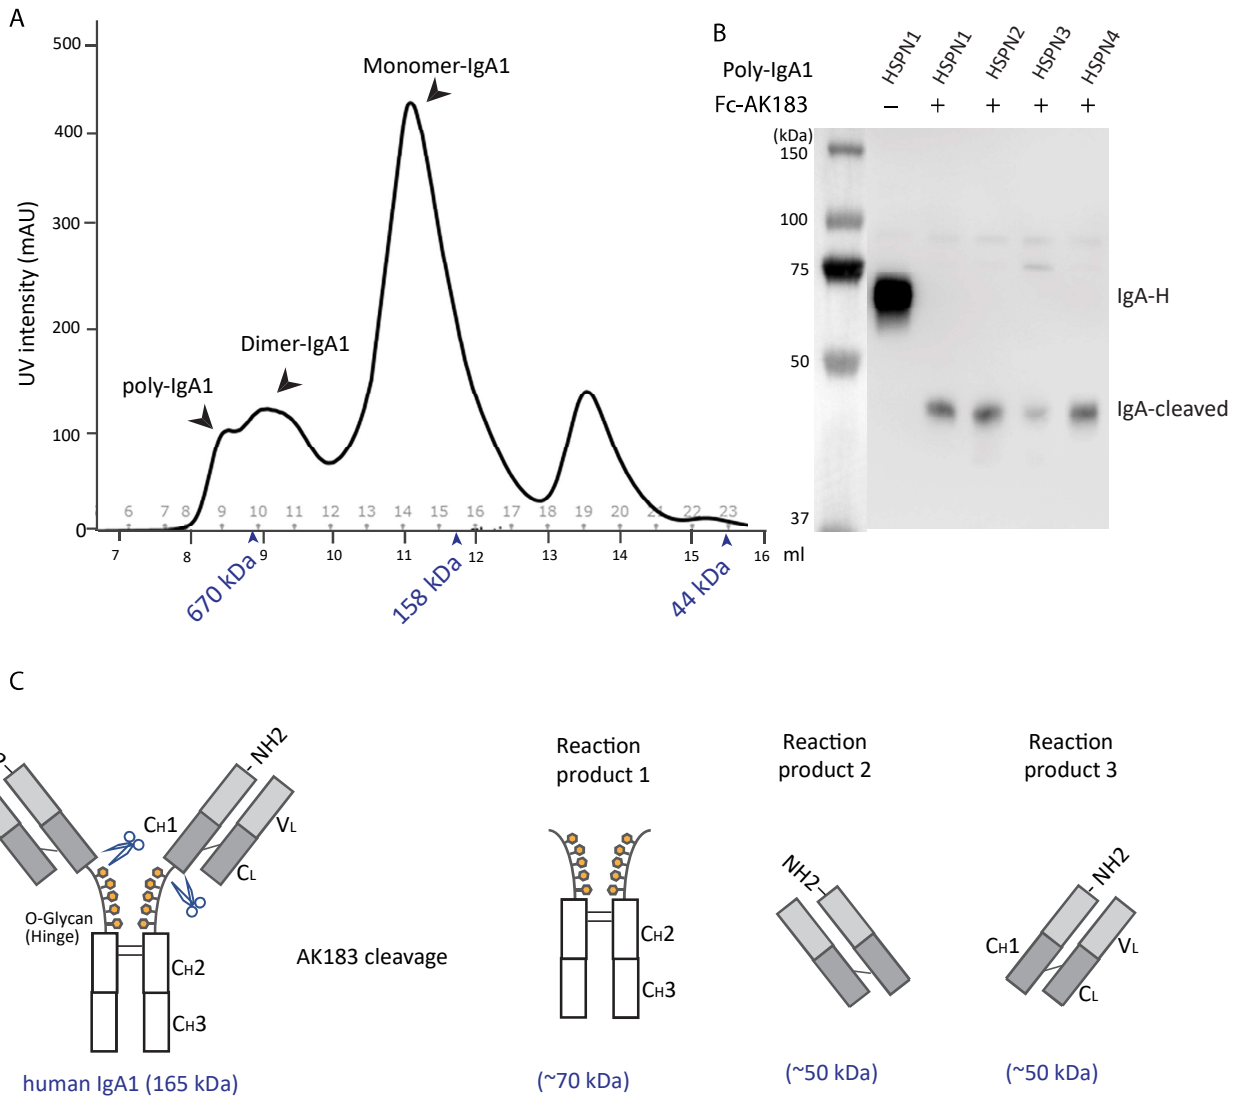 A
500
400
300
200
100
0
UV intensity (mAU)
Monomer-IgA1
Dimer-IgA1
poly-IgA1
6 7 8 9 10 11 12 13 14 15 16 17 18 19 20 21 22 23
7 8 9 10 11 12 13 14 15 16 ml
670 kDa
158 kDa
44 kDa
B
Poly-IgA1 HSPN1 HSPN1 HSPN2 HSPN3 HSPN4
Fc-AK183 − + + + +
(kDa)
150
100
75
50
37
IgA-H
IgA-cleaved
C
NH2
CH1
VL
CL
O-Glycan
(Hinge)
CH2
CH3
human IgA1 (165 kDa)
AK183 cleavage
Reaction
product 1
CH2
CH3
(~70 kDa)
Reaction
product 2
NH2
(~50 kDa)
Reaction
product 3
NH2
CH1
VL
CL
(~50 kDa)